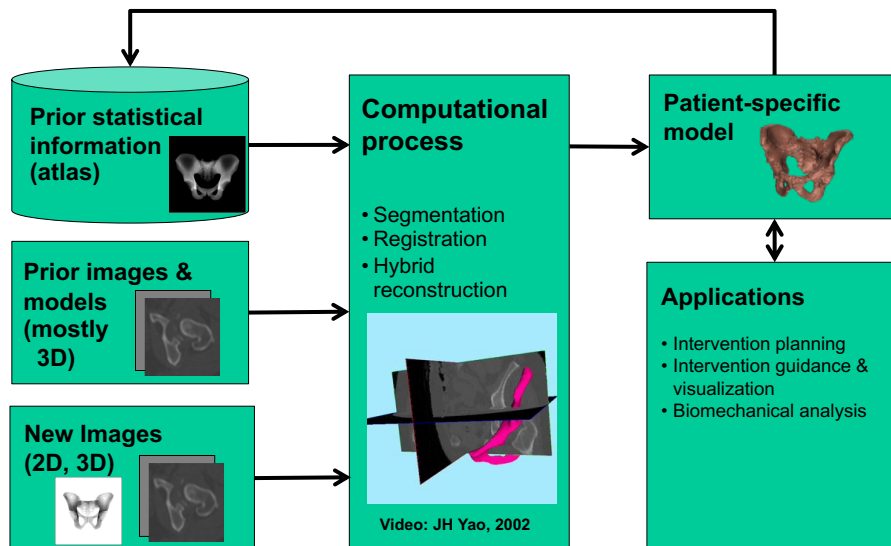 Prior statistical
information
(atlas)
Prior images &
models
(mostly
3D)
New Images
(2D, 3D)
Computational
process
• Segmentation
• Registration
• Hybrid
reconstruction
Video: JH Yao, 2002
Patient-specific
model
Applications
• Intervention planning
• Intervention guidance &
visualization
• Biomechanical analysis